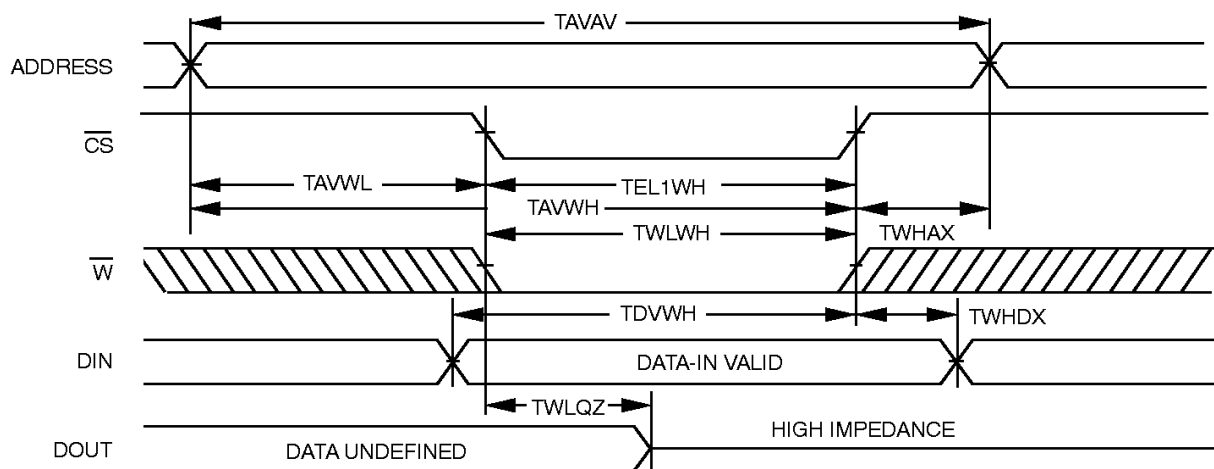 TAVAV
ADDRESS
CS
TAVWL
TEL1WH
TAVWH
TWLWH
TWHAX
W
TDVWH
TWHDX
DIN
DATA-IN VALID
TWLQZ
DOUT
DATA UNDEFINED
HIGH IMPEDANCE